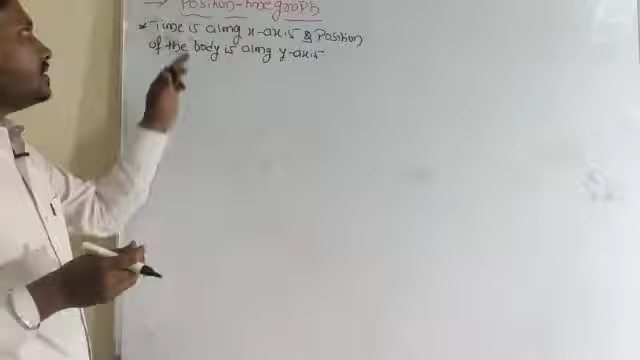 → Position-time graph
* Time is along x-axis & Position
of the body is along y-axis